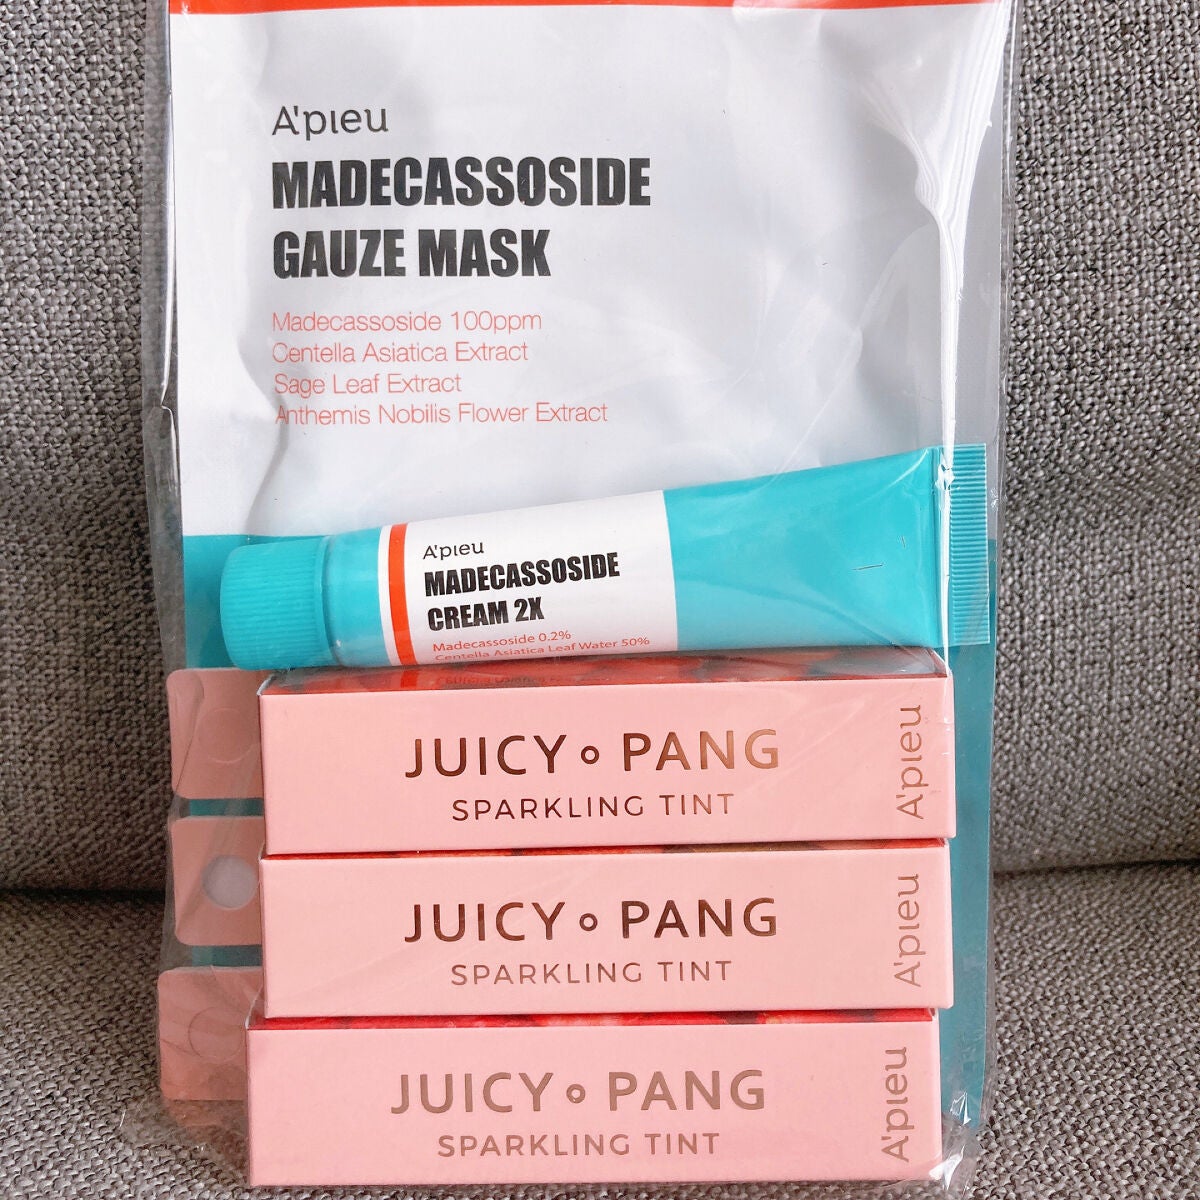 A'pieu
MADECASSOSIDE
GAUZE MASK
Madecassoside 100ppm
Centella Asiatica Extract
Sage Leaf Extract
Anthemis Nobilis Flower Extract
A'pieu
MADECASSOSIDE
CREAM 2X
Madecassoside 0.2%
Centella Asiatica Leaf Water 50%
JUICY PANG
SPARKLING TINT
A'pieu
JUICY PANG
SPARKLING TINT
A'pieu
JUICY PANG
SPARKLING TINT
A'pieu